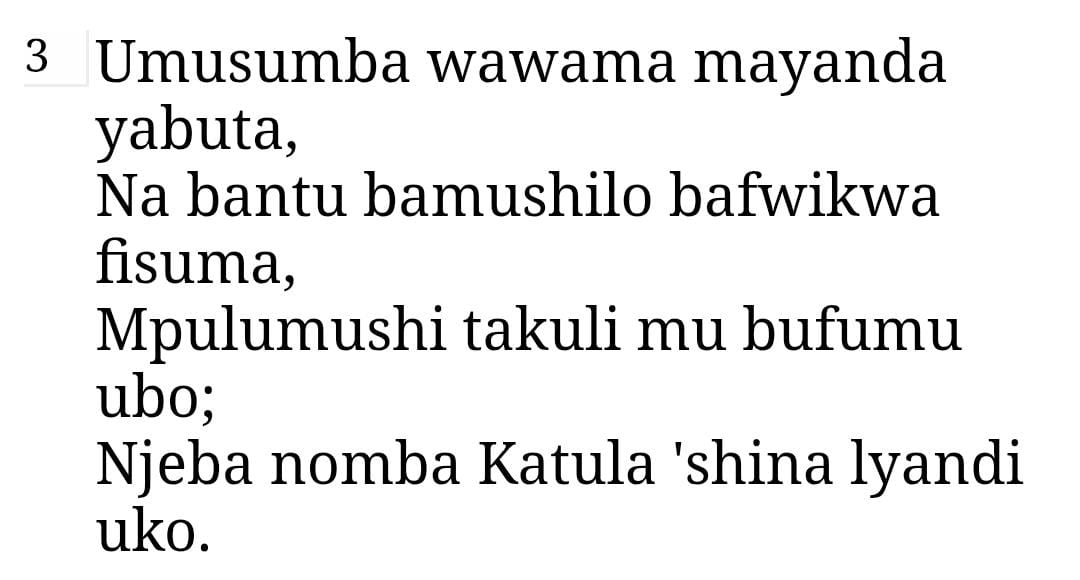 3 Umusumba wawama mayanda
yabuta,
Na bantu bamushilo bafwikwa
fisuma,
Mpulumushi takuli mu bufumu
ubo;
Njeba nomba Katula 'shina lyandi
uko.